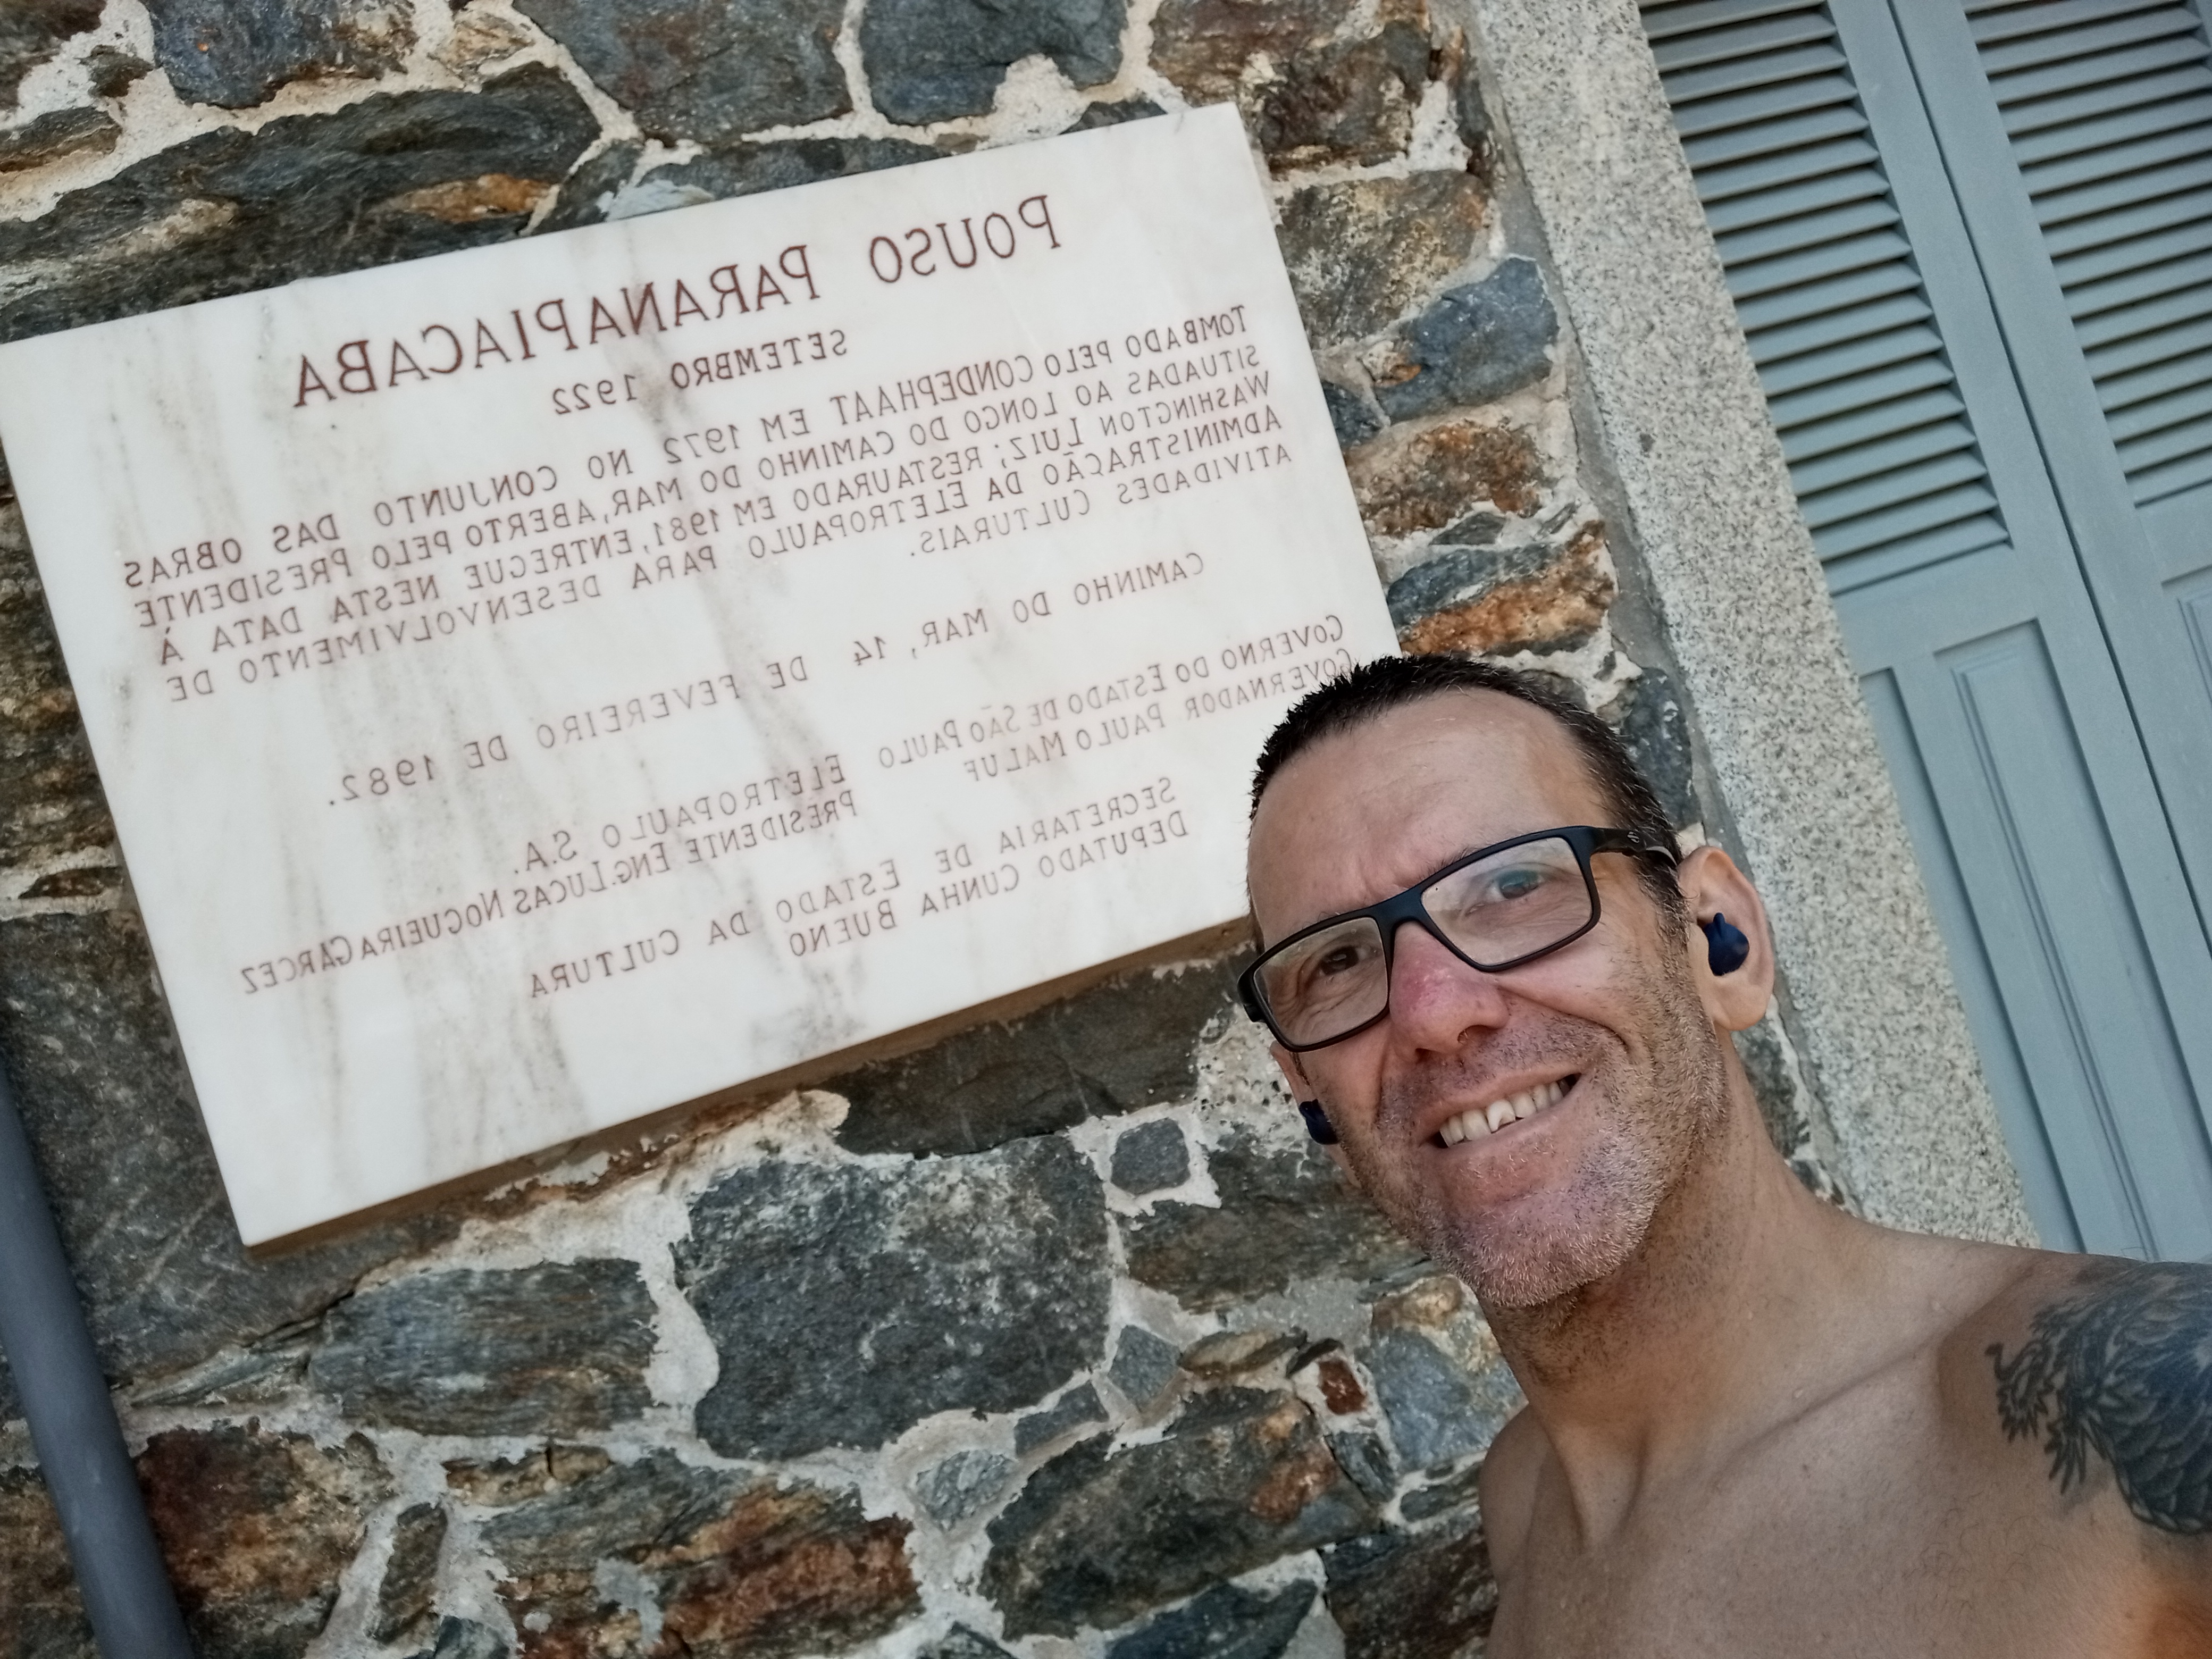 POUSO PARANAPIACABA
SETEMBRO 1922
TOMBADO PELO CONDEPHAAT EM 1972 NO CONJUNTO DAS OBRAS
SITUADAS AO LONGO DO CAMINHO DO MAR, ABERTO PELO PRESIDENTE
WASHINGTON LUIZ; RESTAURADO EM 1981, ENTREGUE NESTA DATA À
ADMINISTRAÇÃO DA ELETROPAULO PARA DESENVOLVIMENTO DE
ATIVIDADES CULTURAIS.
CAMINHO DO MAR, 14 DE FEVEREIRO DE 1982.
GOVERNO DO ESTADO DE SÃO PAULO
GOVERNADOR PAULO MALUF
ELETROPAULO S.A.
PRESIDENTE ENG. LUCAS NOGUEIRA GARCEZ
SECRETARIA DE ESTADO DA CULTURA
DEPUTADO CUNHA BUENO